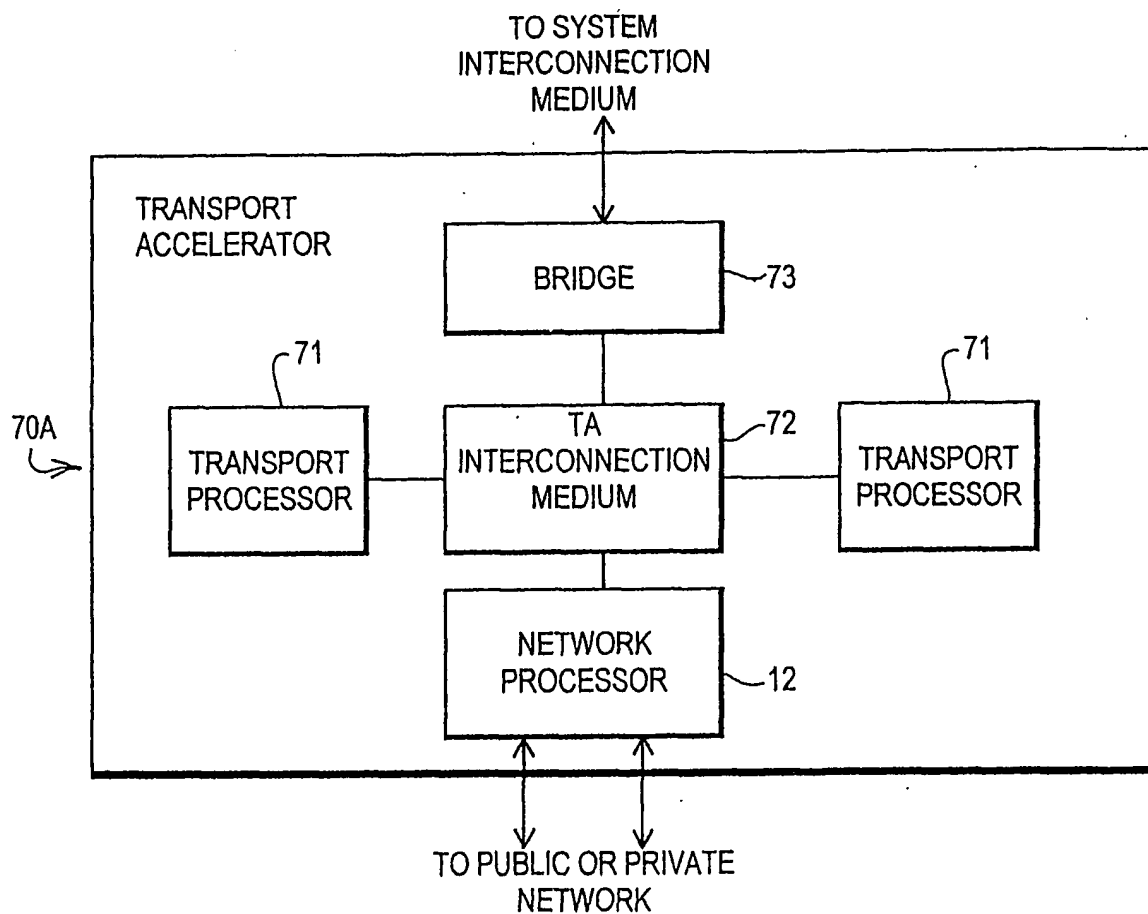 TO SYSTEM
INTERCONNECTION
MEDIUM
TRANSPORT
ACCELERATOR
BRIDGE
73
71
71
70A
TRANSPORT
PROCESSOR
TA
INTERCONNECTION
MEDIUM
72
TRANSPORT
PROCESSOR
NETWORK
PROCESSOR
12
TO PUBLIC OR PRIVATE
NETWORK